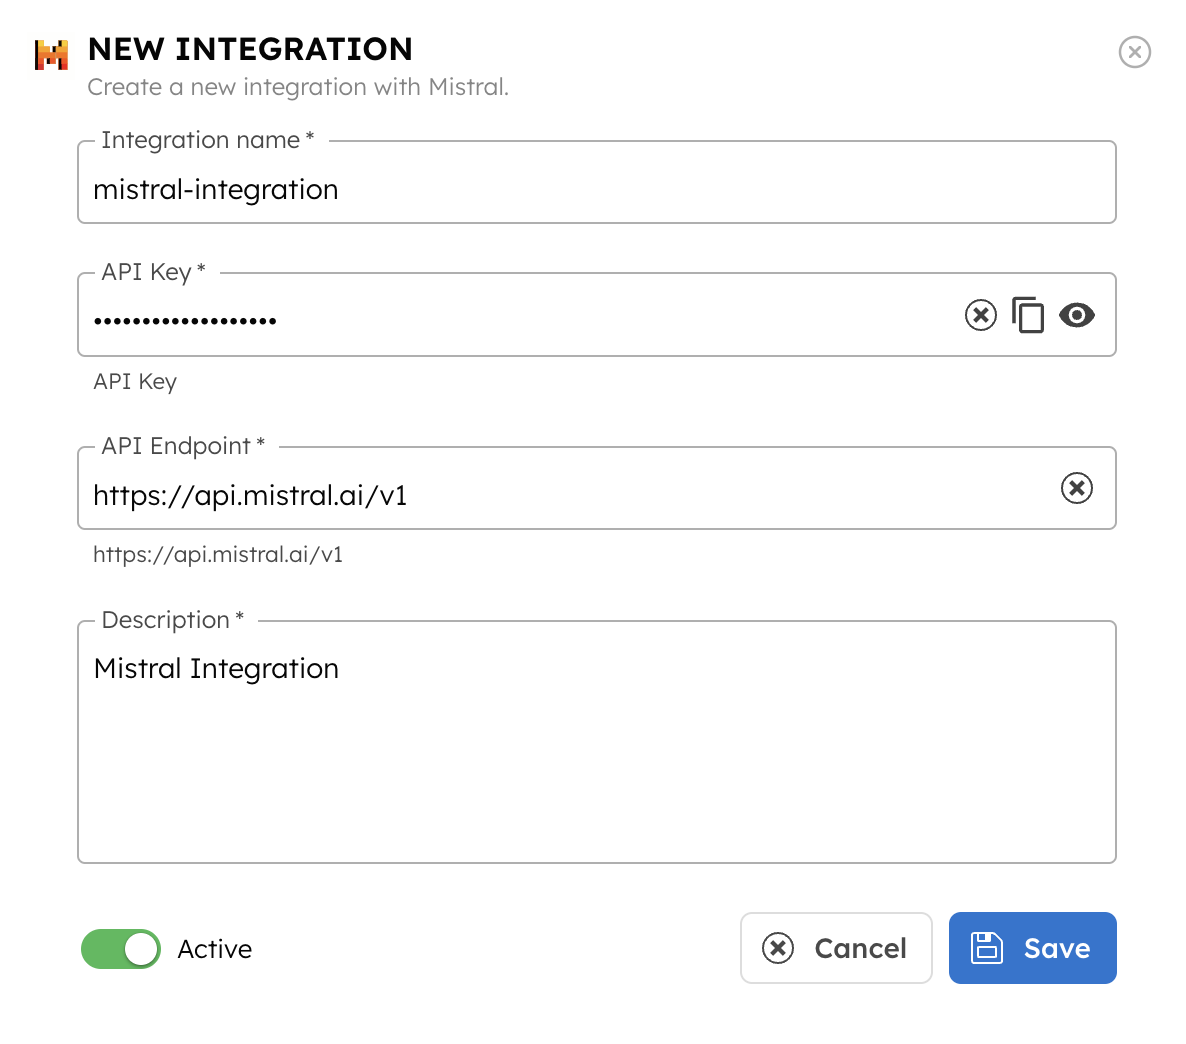 NEW INTEGRATION
Create a new integration with Mistral.
Integration name *
mistral-integration
API Key *
•••••••••••••••••••
API Key
API Endpoint *
https://api.mistral.ai/v1
https://api.mistral.ai/v1
Description *
Mistral Integration
Active
Cancel
Save